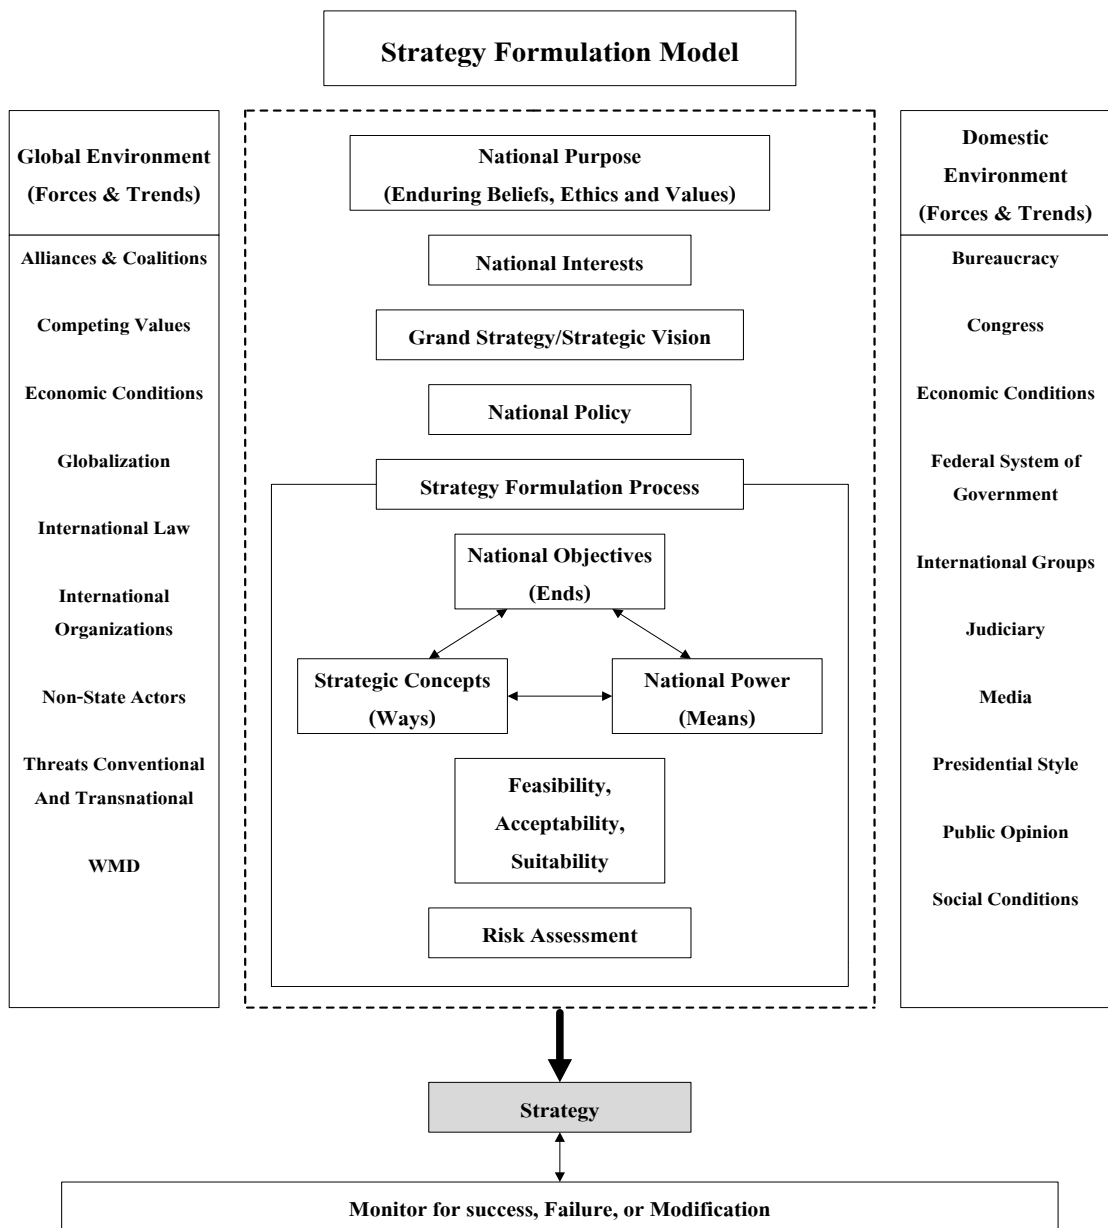 Strategy Formulation Model
Global Environment
(Forces & Trends)
Alliances & Coalitions
Competing Values
Economic Conditions
Globalization
International Law
International
Organizations
Non-State Actors
Threats Conventional
And Transnational
WMD
National Purpose
(Enduring Beliefs, Ethics and Values)
National Interests
Grand Strategy/Strategic Vision
National Policy
Strategy Formulation Process
National Objectives
(Ends)
Strategic Concepts
(Ways)
National Power
(Means)
Feasibility,
Acceptability,
Suitability
Risk Assessment
Domestic
Environment
(Forces & Trends)
Bureaucracy
Congress
Economic Conditions
Federal System of
Government
International Groups
Judiciary
Media
Presidential Style
Public Opinion
Social Conditions
Strategy
Monitor for success, Failure, or Modification